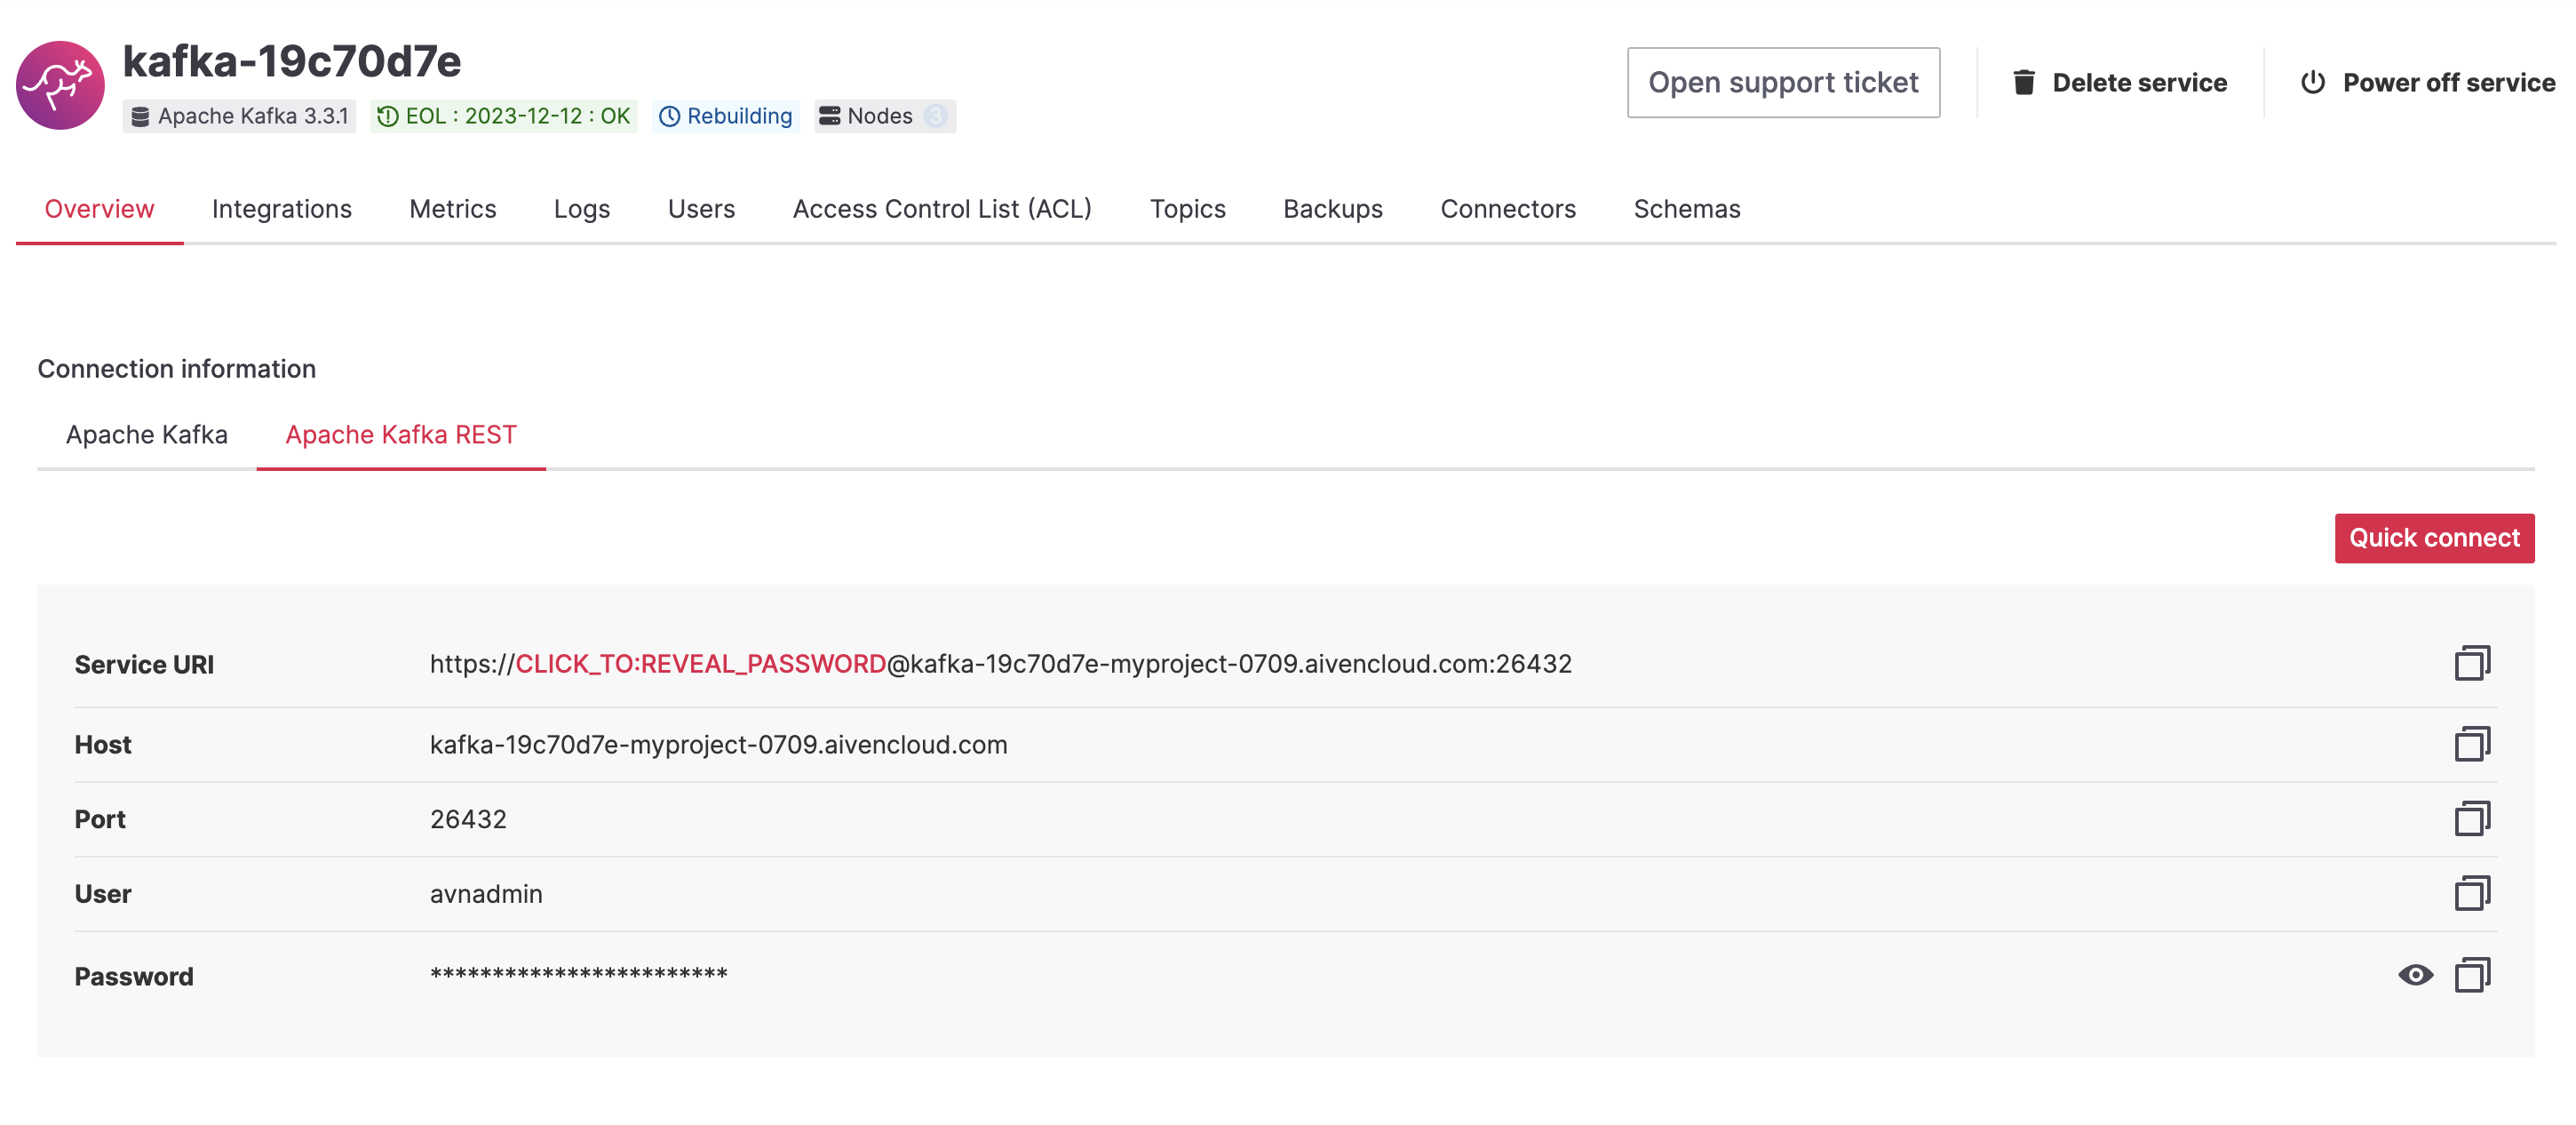 kafka-19c70d7e
Apache Kafka 3.3.1 EOL : 2023-12-12 : OK Rebuilding Nodes 3
Open support ticket Delete service Power off service
Overview Integrations Metrics Logs Users Access Control List (ACL) Topics Backups Connectors Schemas
Connection information
Apache Kafka Apache Kafka REST
Quick connect
Service URI https://CLICK_TO:REVEAL_PASSWORD@kafka-19c70d7e-myproject-0709.aivencloud.com:26432
Host kafka-19c70d7e-myproject-0709.aivencloud.com
Port 26432
User avnadmin
Password ************************